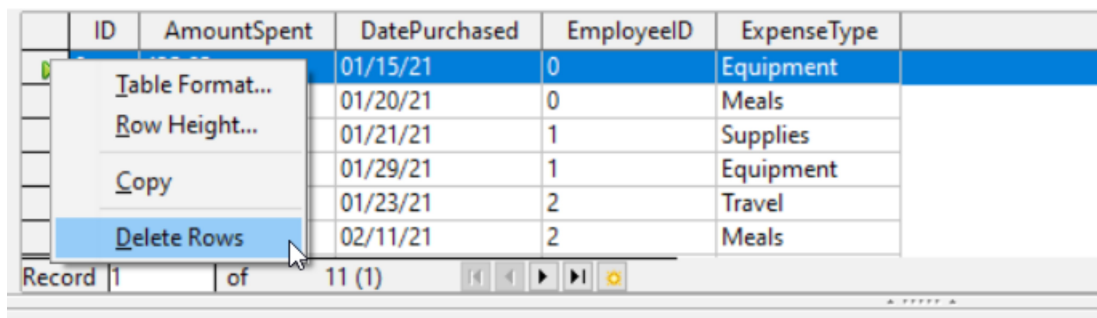 ID AmountSpent DatePurchased EmployeeID ExpenseType
01/15/21 0 Equipment
Table Format...
01/20/21 0 Meals
Row Height...
01/21/21 1 Supplies
01/29/21 1 Equipment
Copy
01/23/21 2 Travel
Delete Rows
02/11/21 2 Meals
Record 1 of 11 (1)